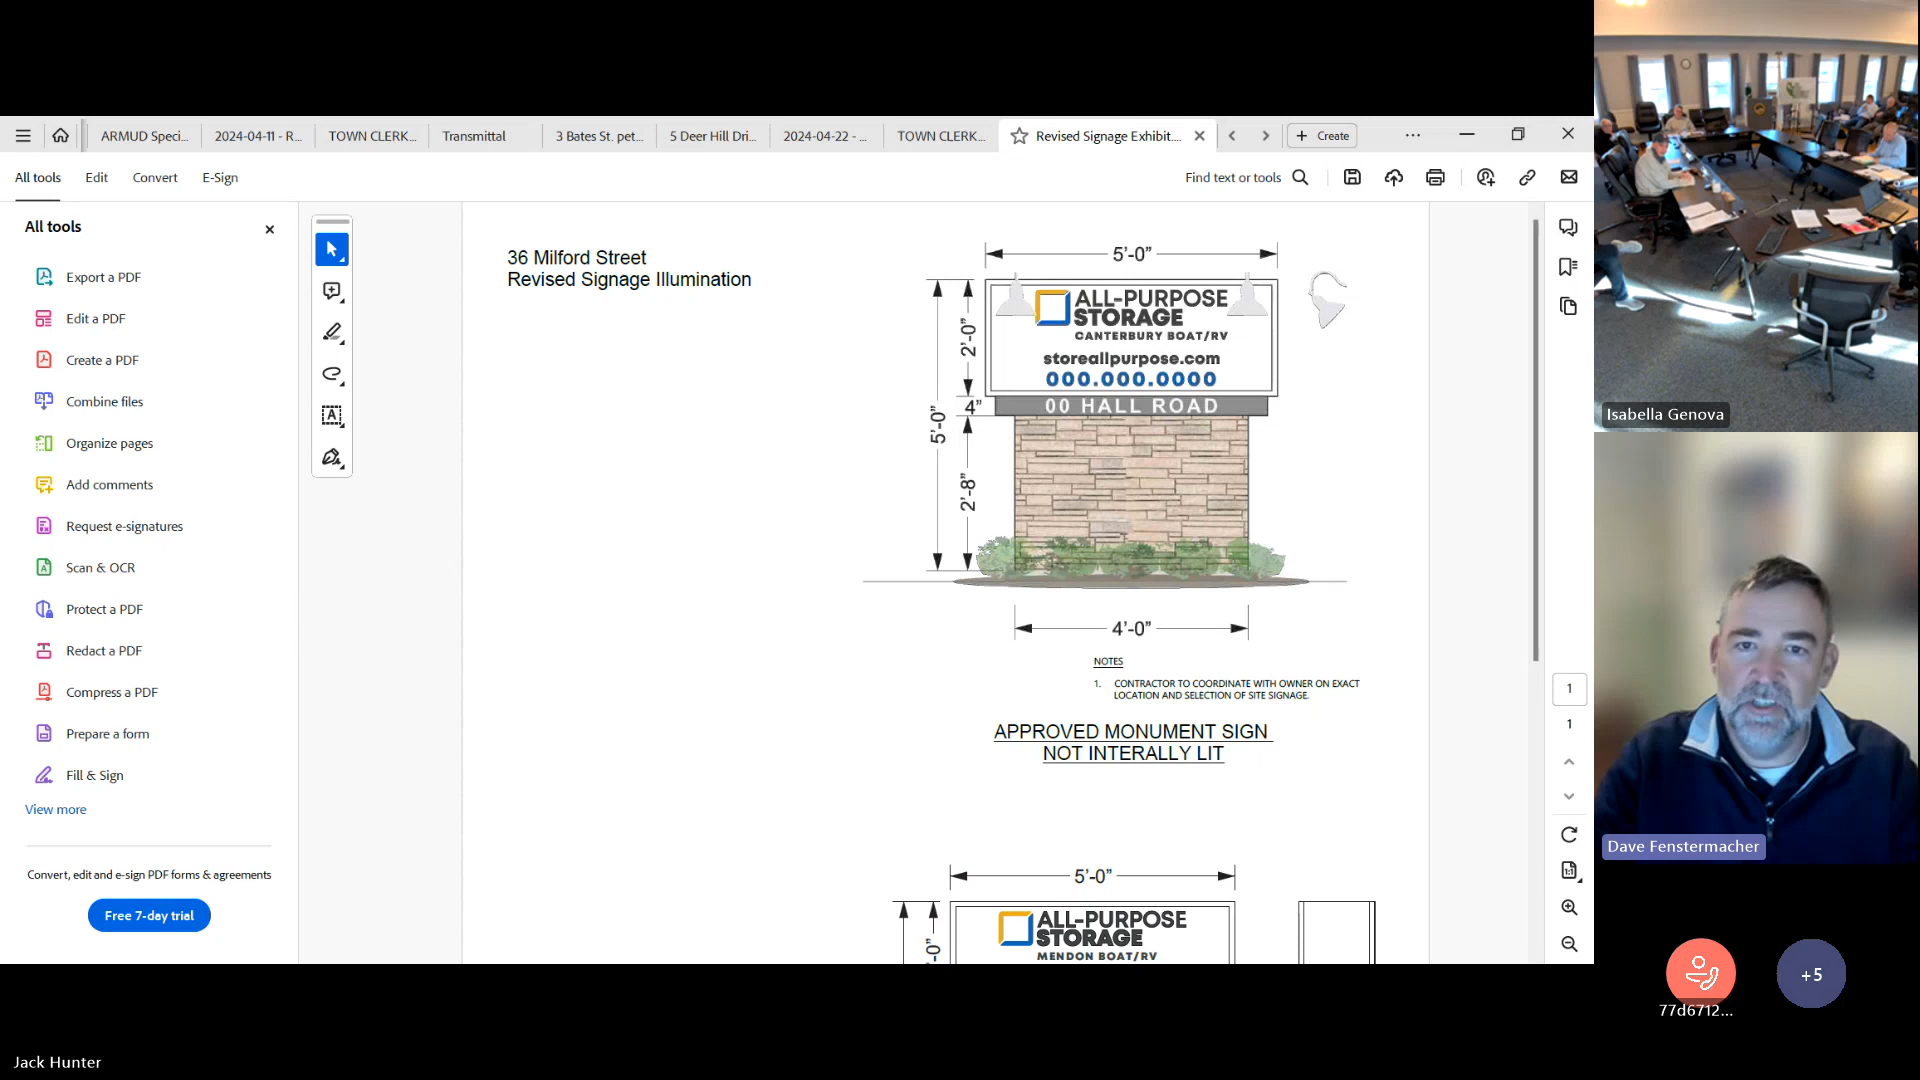 ARMUD Speci...
2024-04-11 - R...
TOWN CLERK...
Transmittal
3 Bates St. pet...
5 Deer Hill Dri...
2024-04-22 - ...
TOWN CLERK...
Revised Signage Exhibit...
Create
All tools
Edit
Convert
E-Sign
Find text or tools
All tools
Export a PDF
Edit a PDF
Create a PDF
Combine files
Organize pages
Add comments
Request e-signatures
Scan & OCR
Protect a PDF
Redact a PDF
Compress a PDF
Prepare a form
Fill & Sign
View more
Convert, edit and e-sign PDF forms & agreements
Free 7-day trial
36 Milford Street
Revised Signage Illumination
5'-0"
ALL-PURPOSE
STORAGE
CANTERBURY BOAT/RV
storeallpurpose.com
000.000.0000
00 HALL ROAD
2'-0"
4"
5'-0"
2'-8"
4'-0"
NOTES
1. CONTRACTOR TO COORDINATE WITH OWNER ON EXACT
LOCATION AND SELECTION OF SITE SIGNAGE.
APPROVED MONUMENT SIGN
NOT INTERALLY LIT
5'-0"
ALL-PURPOSE
STORAGE
MENDON BOAT/RV
-0"
1
1
Isabella Genova
Dave Fenstermacher
77d6712...
+5
Jack Hunter